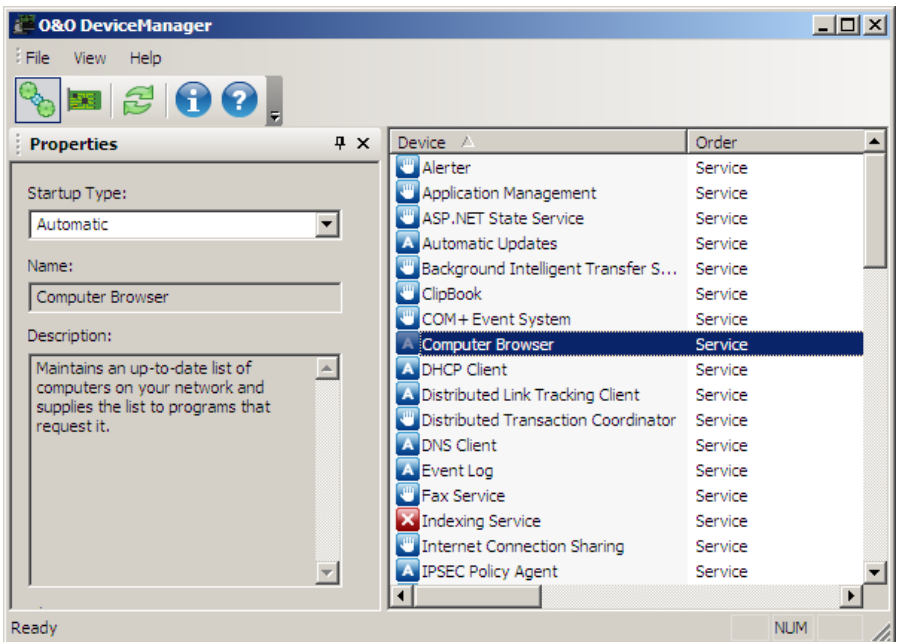 O&O DeviceManager
File View Help
Properties
Startup Type:
Automatic
Name:
Computer Browser
Description:
Maintains an up-to-date list of
computers on your network and
supplies the list to programs that
request it.
Device Order
Alerter Service
Application Management Service
ASP.NET State Service Service
A Automatic Updates Service
Background Intelligent Transfer S... Service
ClipBook Service
COM+ Event System Service
A Computer Browser Service
A DHCP Client Service
A Distributed Link Tracking Client Service
Distributed Transaction Coordinator Service
A DNS Client Service
A Event Log Service
Fax Service Service
Indexing Service Service
Internet Connection Sharing Service
A IPSEC Policy Agent Service
Ready NUM